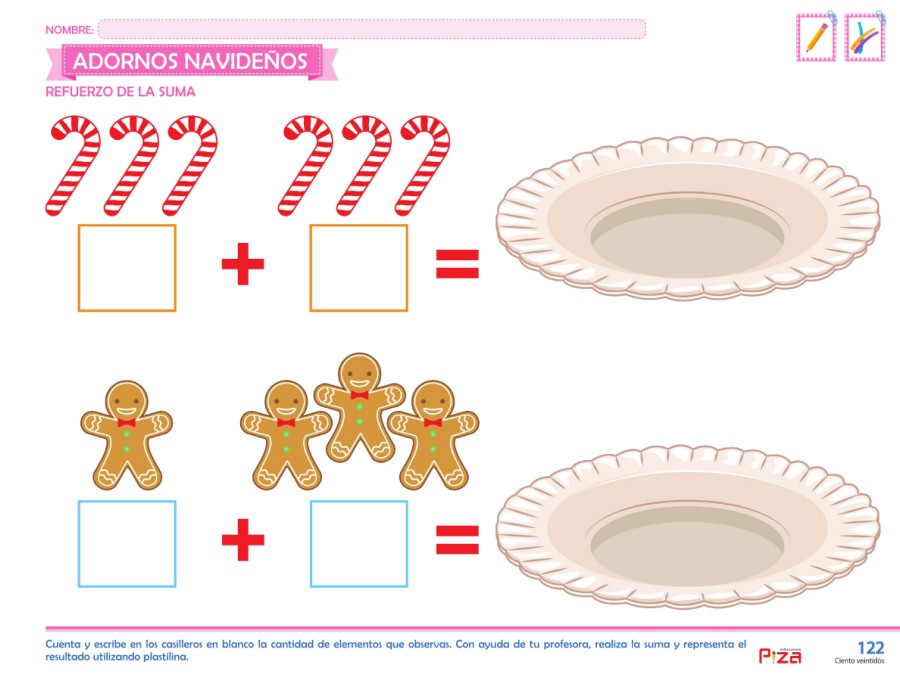 NOMBRE:
ADORNOS NAVIDEÑOS
REFUERZO DE LA SUMA
+ =
+ =
Cuenta y escribe en los casilleros en blanco la cantidad de elementos que observas. Con ayuda de tu profesora, realiza la suma y representa el
resultado utilizando plastilina.
ediciones
Piza
122
Ciento veintidós